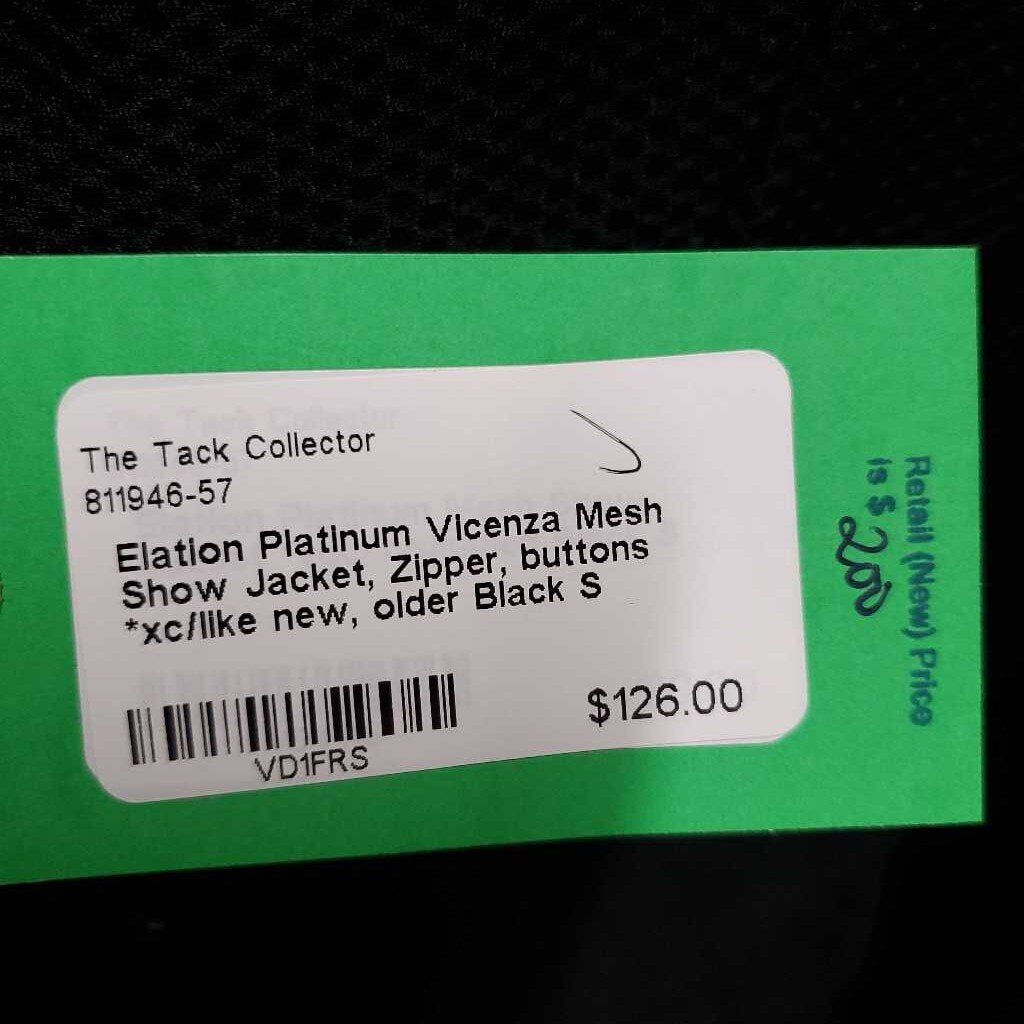 The Tack Collector
811946-57
Elation Platinum Vicenza Mesh
Show Jacket, Zipper, buttons
*xc/like new, older Black S
$126.00
VD1FRS
Retail (New) Price
is $ 200